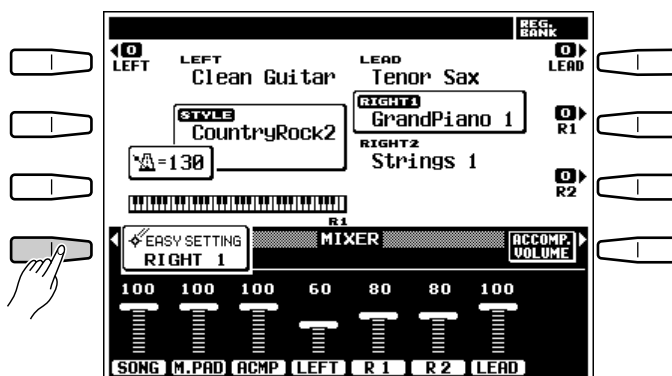 REG.
BANK
0
LEFT
LEFT
Clean Guitar
LEAD
Tenor Sax
0
LEAD
STYLE
CountryRock2
RIGHT1
GrandPiano 1
0
R1
=130
RIGHT2
Strings 1
0
R2
R1
EASY SETTING
RIGHT 1
MIXER
ACCOMP.
VOLUME
100 100 100 60 80 80 100
SONG M.PAD ACMP LEFT R 1 R 2 LEAD